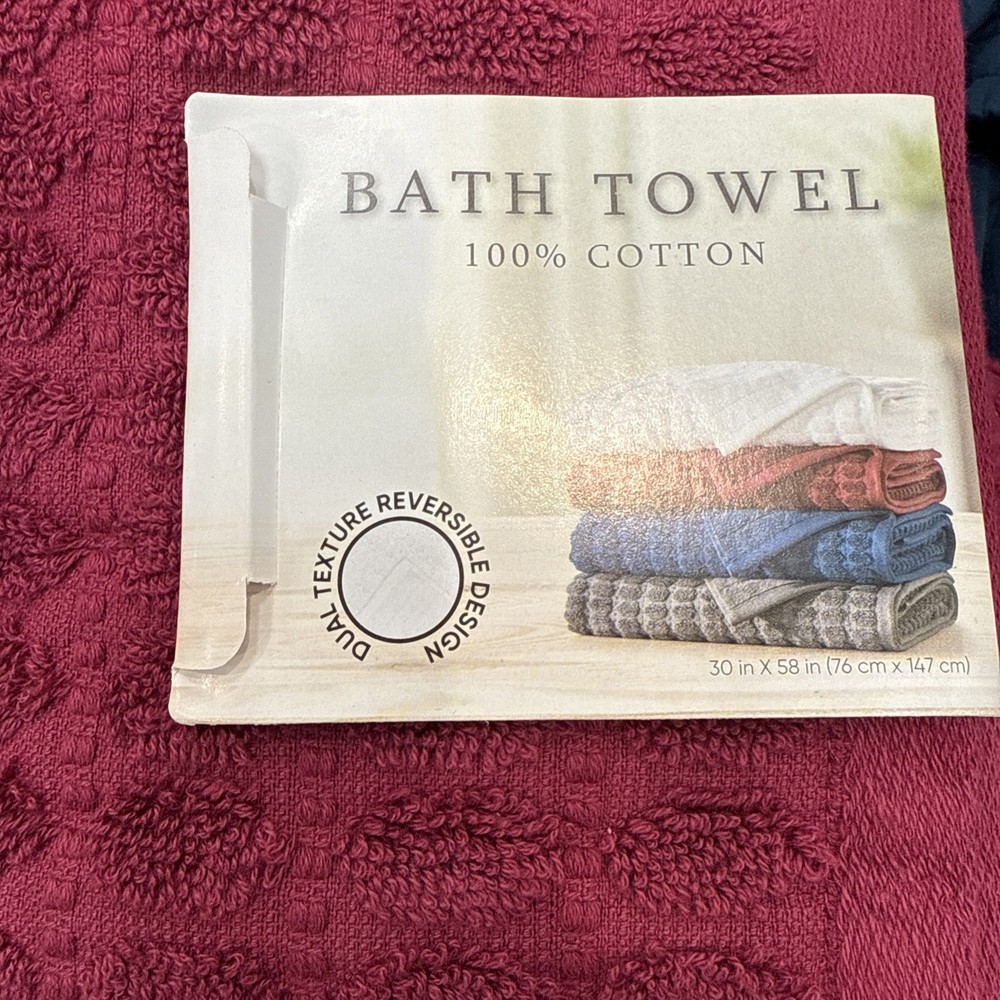 BATH TOWEL
100% COTTON
DUAL TEXTURE REVERSIBLE DESIGN
30 in X 58 in (76 cm x 147 cm)